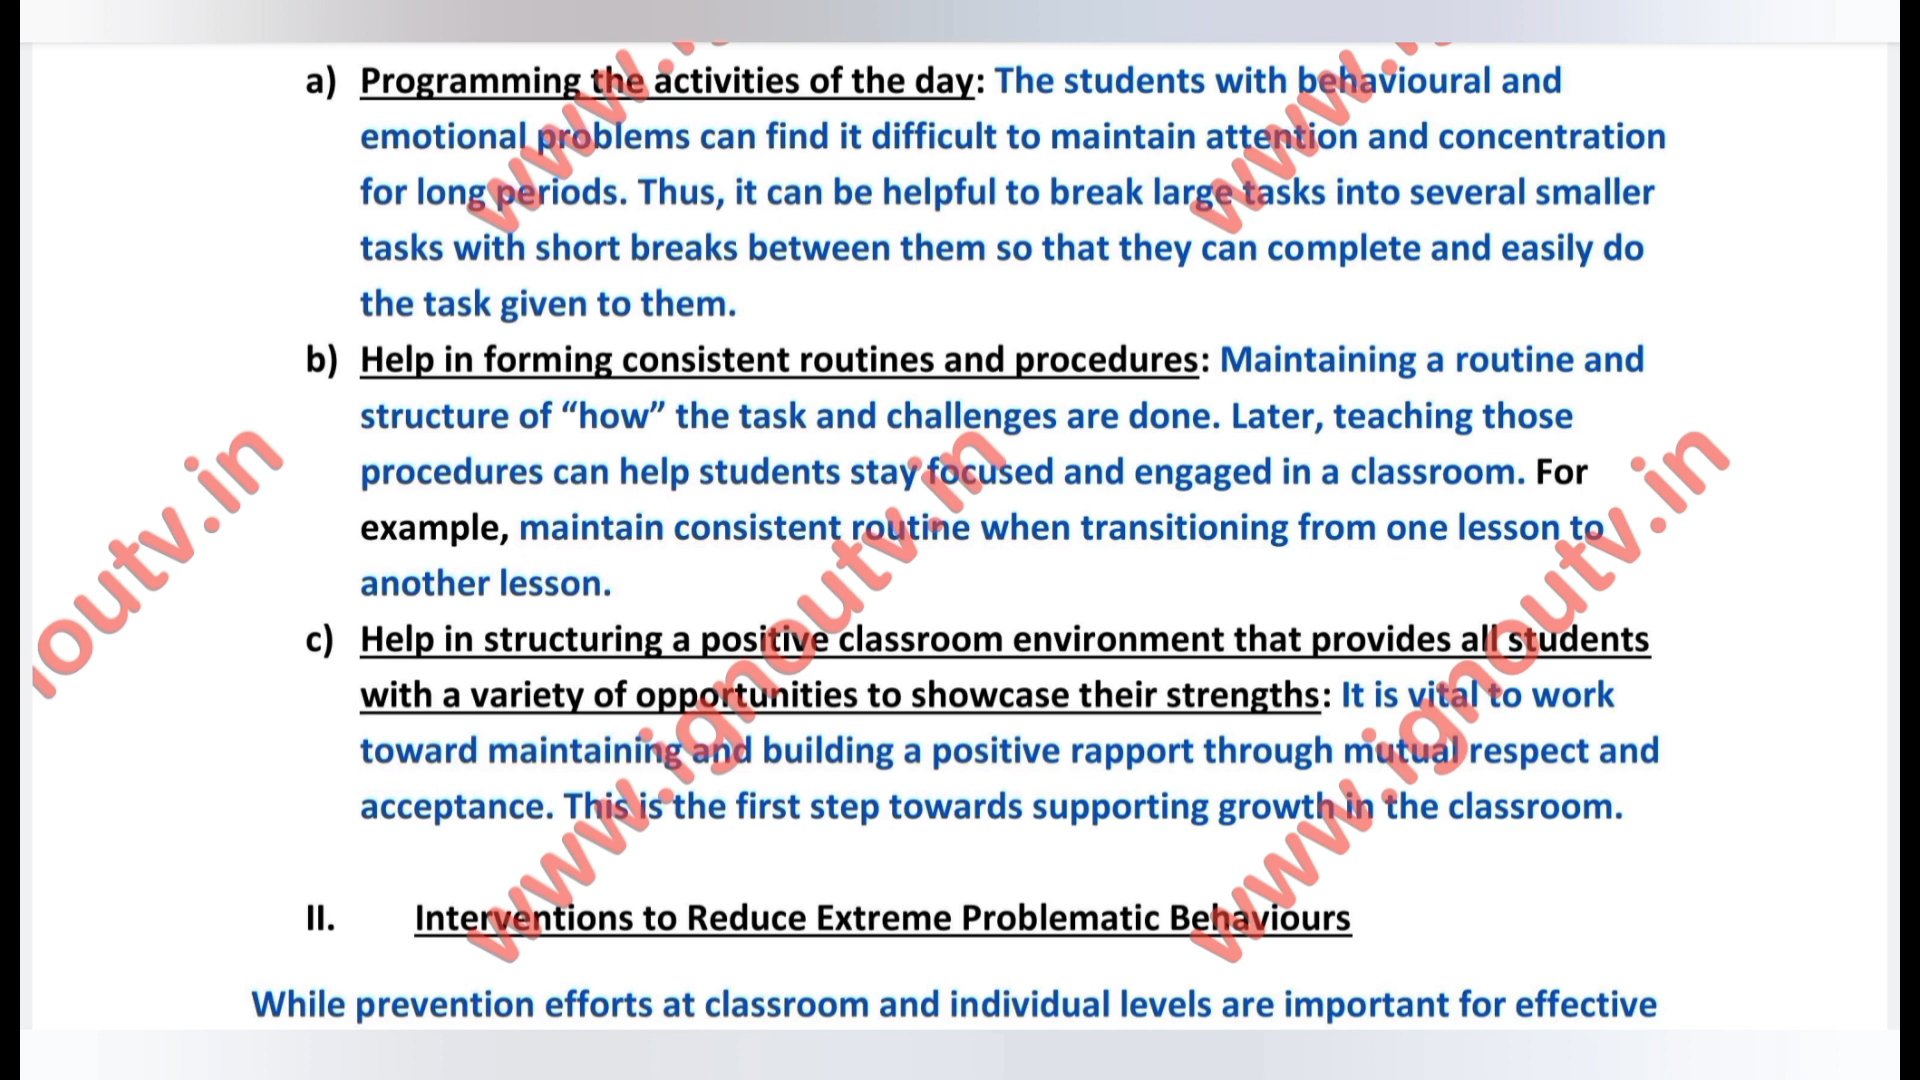 a) Programming the activities of the day: The students with behavioural and
emotional problems can find it difficult to maintain attention and concentration
for long periods. Thus, it can be helpful to break large tasks into several smaller
tasks with short breaks between them so that they can complete and easily do
the task given to them.
b) Help in forming consistent routines and procedures: Maintaining a routine and
structure of “how” the task and challenges are done. Later, teaching those
procedures can help students stay focused and engaged in a classroom. For
example, maintain consistent routine when transitioning from one lesson to
another lesson.
c) Help in structuring a positive classroom environment that provides all students
with a variety of opportunities to showcase their strengths: It is vital to work
toward maintaining and building a positive rapport through mutual respect and
acceptance. This is the first step towards supporting growth in the classroom.
II. Interventions to Reduce Extreme Problematic Behaviours
While prevention efforts at classroom and individual levels are important for effective
www.i
www.i
noutv.in
www.ignoutv.in
www.ignoutv.in